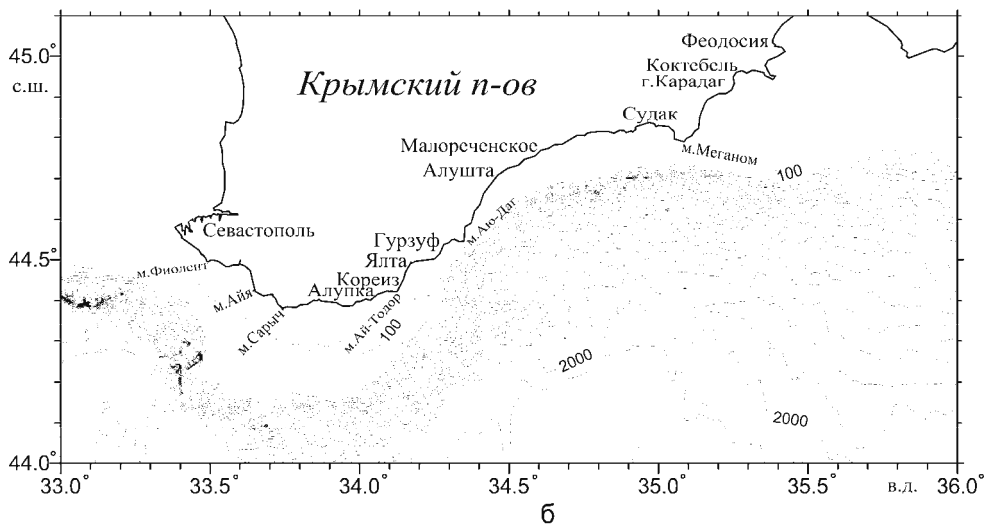 45.0°
с.ш.
Крымский п-ов
Феодосия
Коктебель
г.Карадаг
Судак
м.Меганом
Малореченское
Алушта
100
м.Аю-Даг
Севастополь
Гурзуф
Ялта
44.5°
м.Фиолент
Кореиз
Алупка
м.Айя
м.Сарыч
м.Ай-Тодор
100
2000
2000
44.0°
33.0° 33.5° 34.0° 34.5° 35.0° 35.5° в.д. 36.0°
б